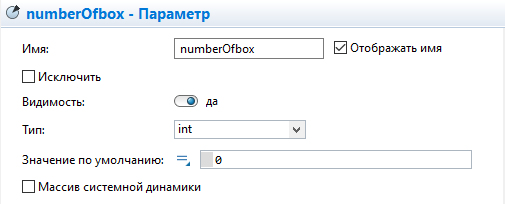 numberOfbox - Параметр
Имя: numberOfbox Отображать имя
Исключить
Видимость: да
Тип: int
Значение по умолчанию: 0
Массив системной динамики